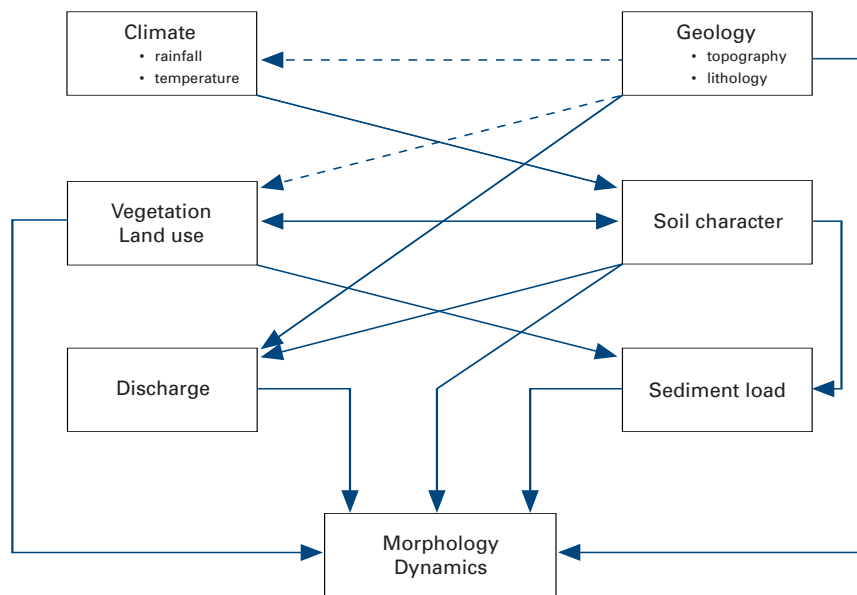 Climate
• rainfall
• temperature
Geology
• topography
• lithology
Vegetation
Land use
Soil character
Discharge
Sediment load
Morphology
Dynamics